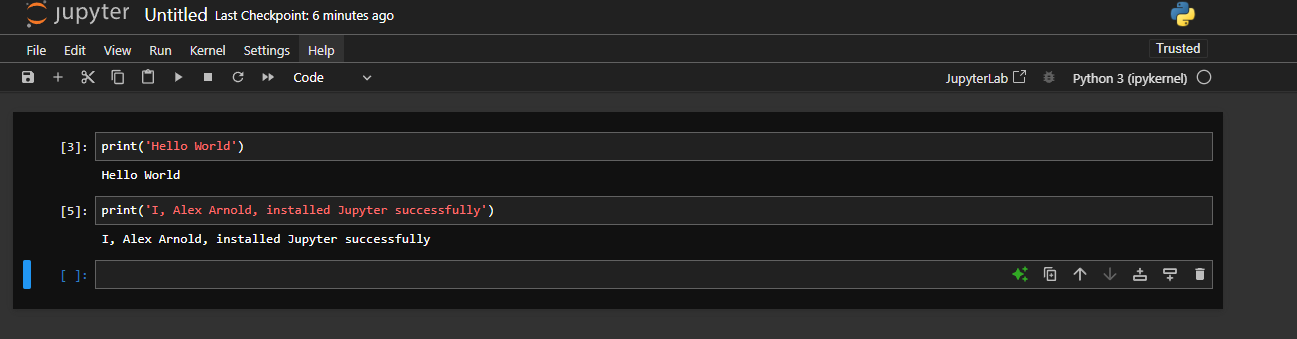 jupyter Untitled Last Checkpoint: 6 minutes ago
File Edit View Run Kernel Settings Help Trusted
Code JupyterLab Python 3 (ipykernel)
[3]: print('Hello World')
Hello World
[5]: print('I, Alex Arnold, installed Jupyter successfully')
I, Alex Arnold, installed Jupyter successfully
[ ]: